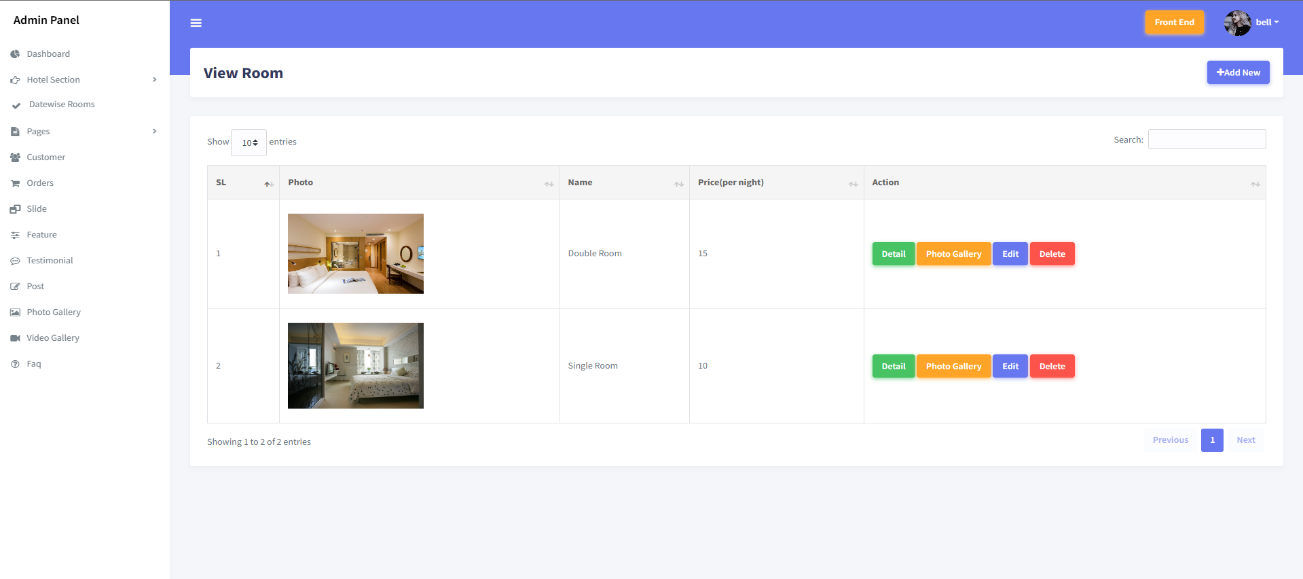 Admin Panel
Front End
bell
Dashboard
Hotel Section
Datewise Rooms
Pages
Customer
Orders
Slide
Feature
Testimonial
Post
Photo Gallery
Video Gallery
Faq
View Room
+Add New
Show 10 entries
Search:
SL Photo Name Price(per night) Action
1 Double Room 15 Detail Photo Gallery Edit Delete
2 Single Room 10 Detail Photo Gallery Edit Delete
Showing 1 to 2 of 2 entries
Previous 1 Next